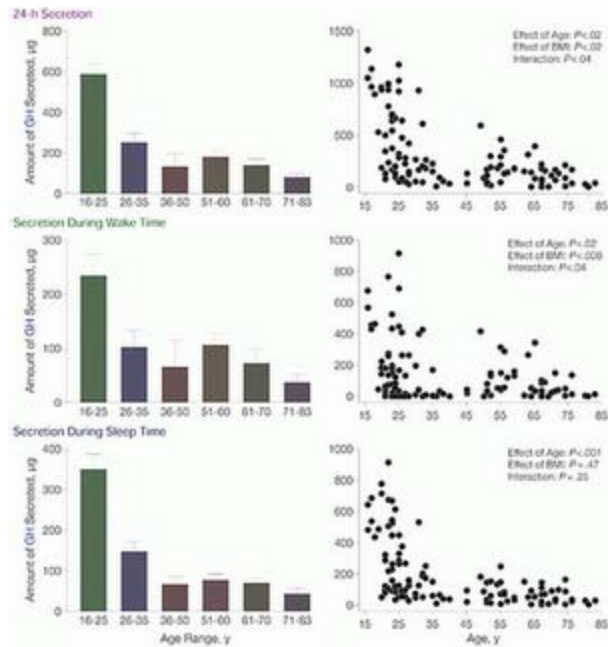 24-h Secretion
Amount of GH Secreted, µg
800
600
400
200
0
16-25 26-35 36-50 51-60 61-70 71-83
1500
1000
500
0
15 25 35 45 55 65 75 85
Effect of Age: P<.02
Effect of BMI: P<.02
Interaction: P<.04
Secretion During Wake Time
Amount of GH Secreted, µg
300
200
100
0
16-25 26-35 36-50 51-60 61-70 71-83
1000
800
600
400
200
0
15 25 35 45 55 65 75 85
Effect of Age: P<.02
Effect of BMI: P<.008
Interaction: P<.04
Secretion During Sleep Time
Amount of GH Secreted, µg
400
300
200
100
0
16-25 26-35 36-50 51-60 61-70 71-83
Age Range, y
1000
800
600
400
200
0
15 25 35 45 55 65 75 85
Age, y
Effect of Age: P<.001
Effect of BMI: P=.47
Interaction: P=.25